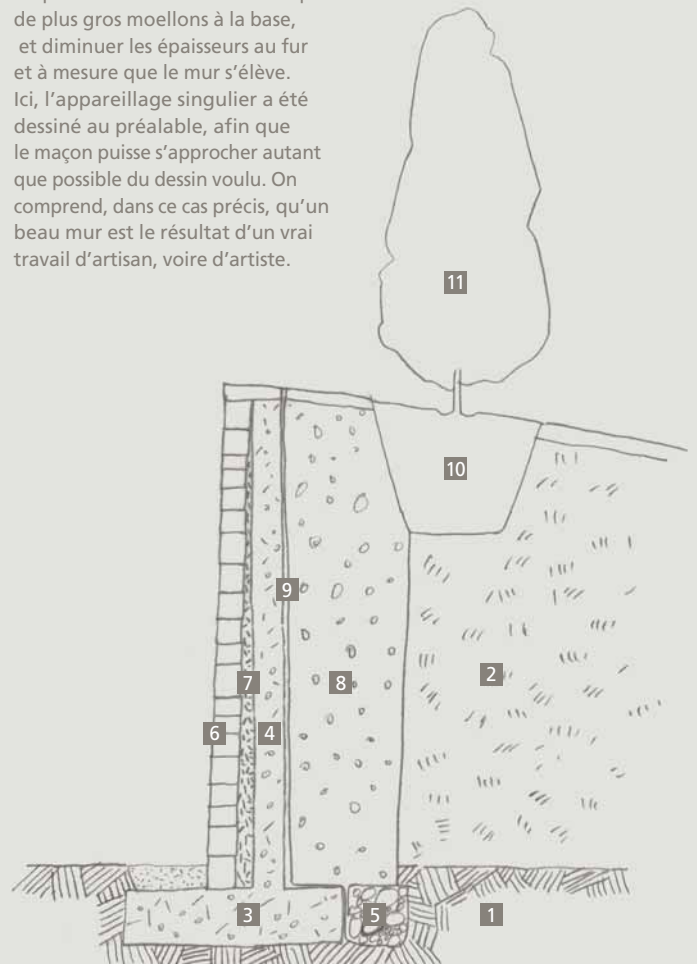 de plus gros moellons à la base,
et diminuer les épaisseurs au fur
et à mesure que le mur s’élève.
Ici, l’appareillage singulier a été
dessiné au préalable, afin que
le maçon puisse s’approcher autant
que possible du dessin voulu. On
comprend, dans ce cas précis, qu’un
beau mur est le résultat d’un vrai
travail d’artisan, voire d’artiste.
11
10
9
2
7
8
6
4
3
5
1